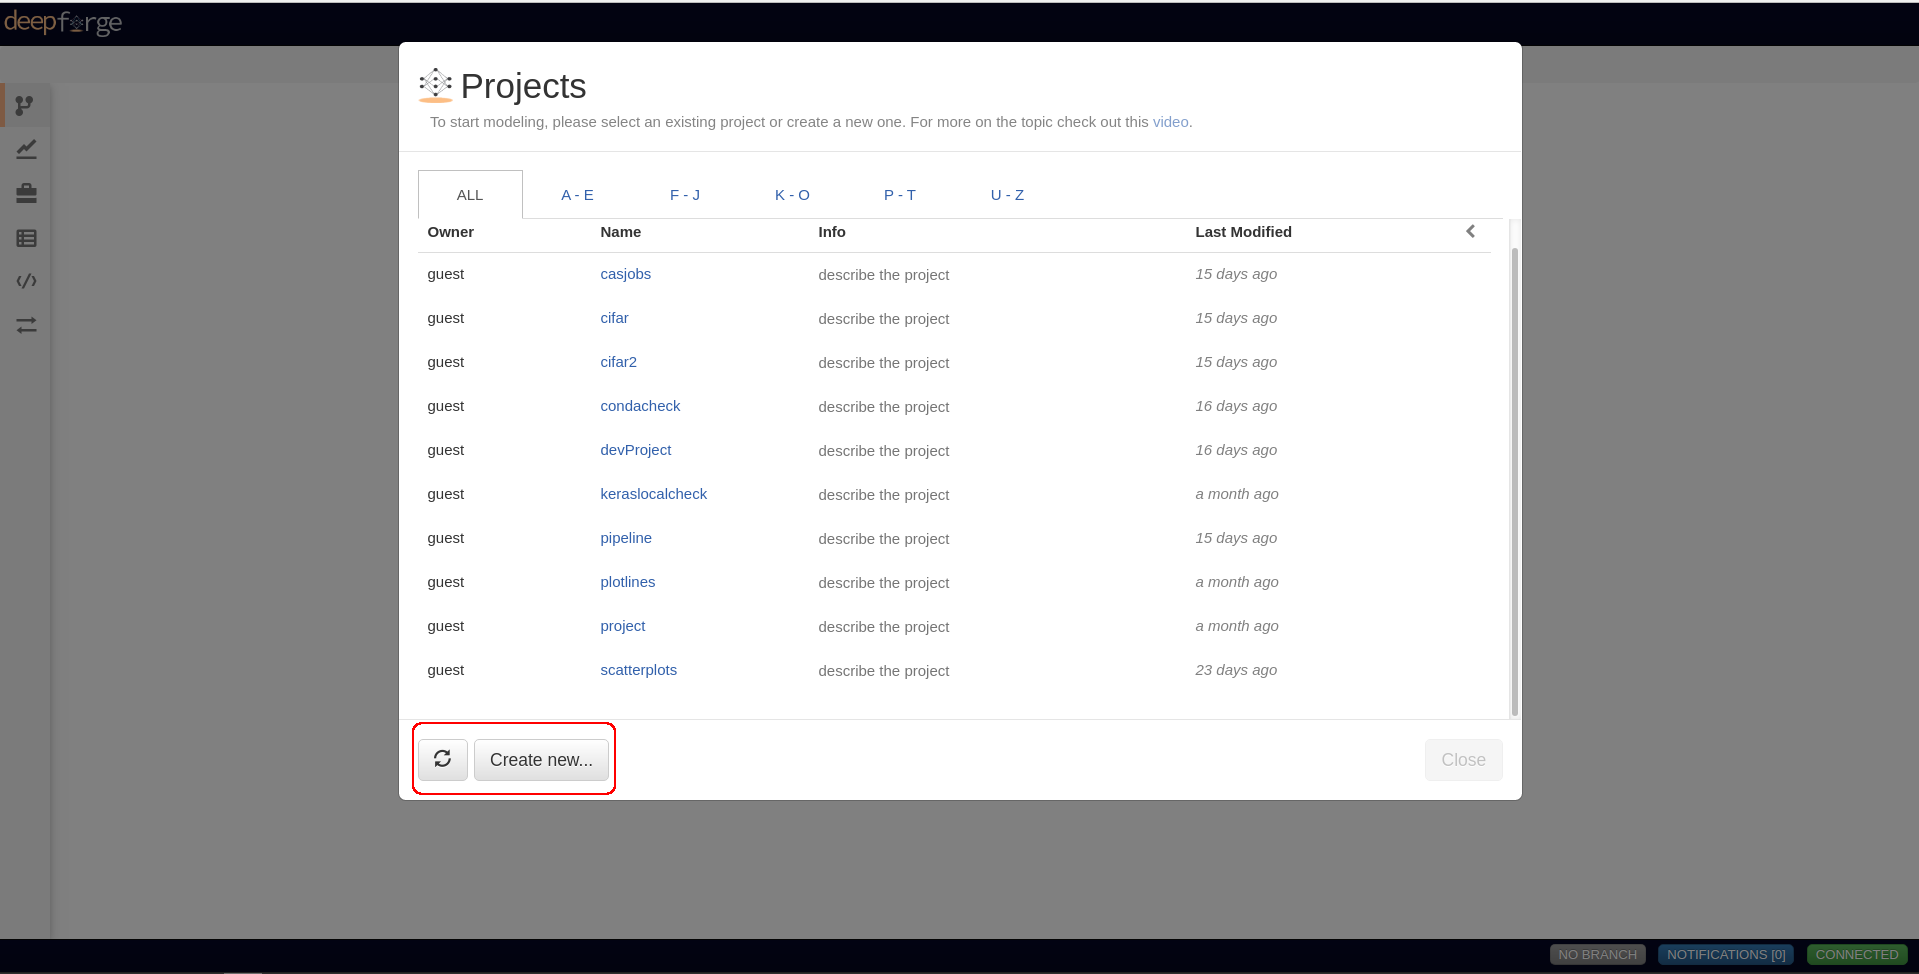 deepforge
Projects
To start modeling, please select an existing project or create a new one. For more on the topic check out this video.
ALL A - E F - J K - O P - T U - Z
Owner Name Info Last Modified
guest casjobs describe the project 15 days ago
guest cifar describe the project 15 days ago
guest cifar2 describe the project 15 days ago
guest condacheck describe the project 16 days ago
guest devProject describe the project 16 days ago
guest keraslocalcheck describe the project a month ago
guest pipeline describe the project 15 days ago
guest plotlines describe the project a month ago
guest project describe the project a month ago
guest scatterplots describe the project 23 days ago
Create new... Close
NO BRANCH NOTIFICATIONS [0] CONNECTED